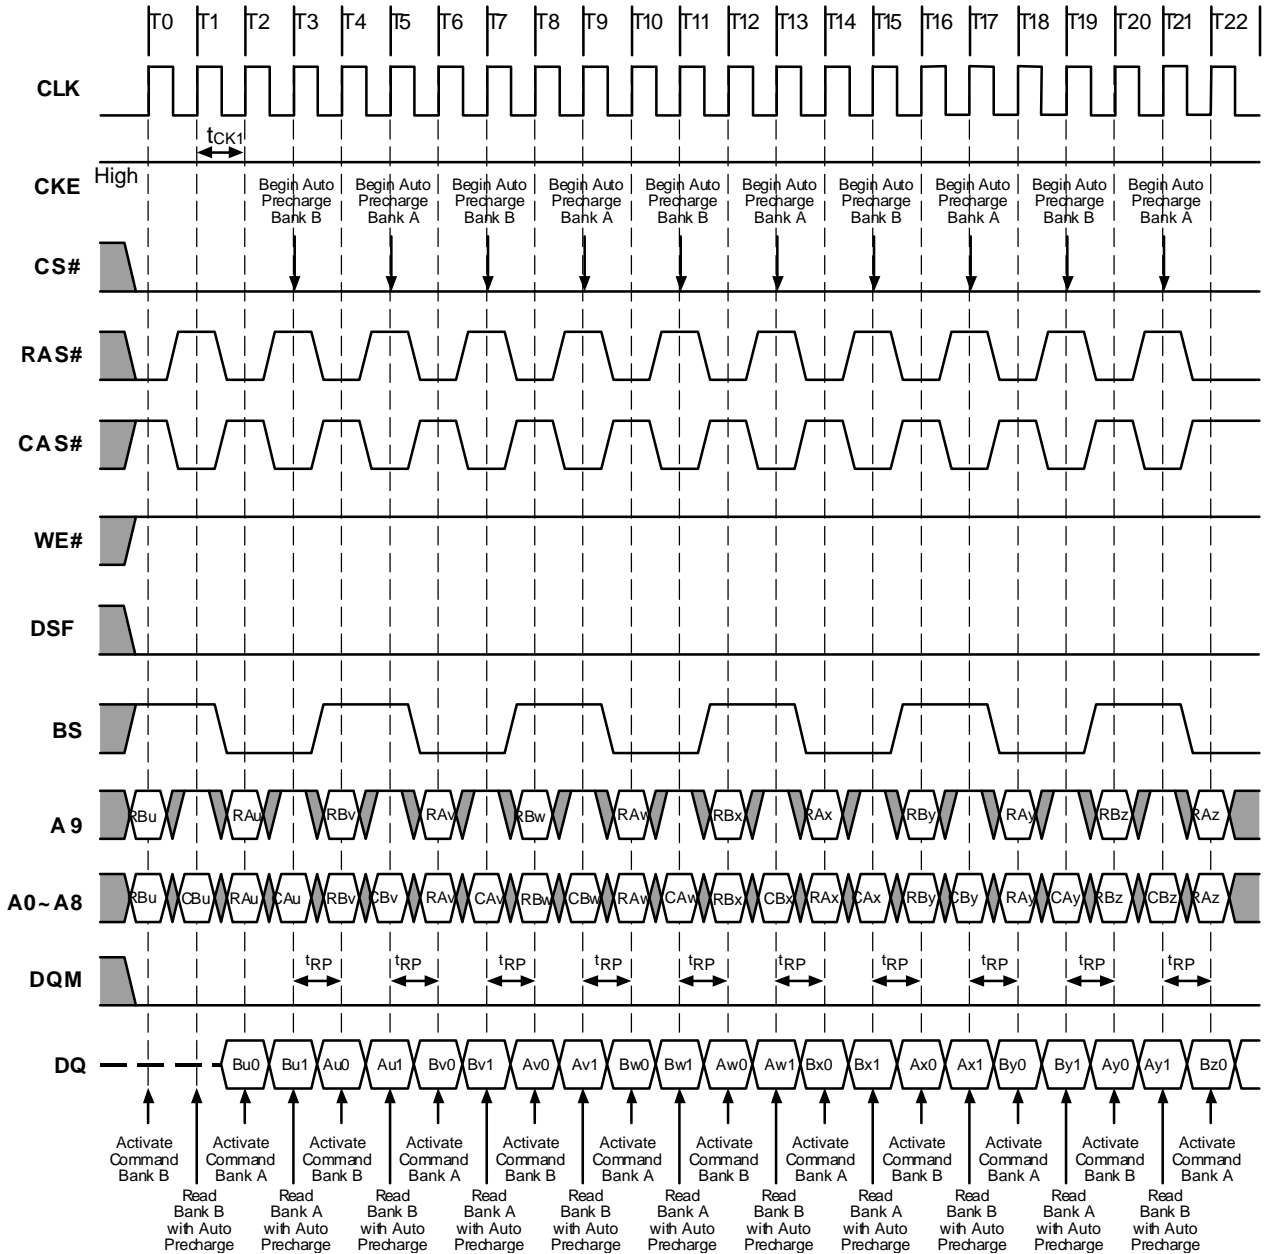 T0 T1 T2 T3 T4 T5 T6 T7 T8 T9 T10 T11 T12 T13 T14 T15 T16 T17 T18 T19 T20 T21 T22
CLK
tCK1
High
CKE
Begin Auto Begin Auto Begin Auto Begin Auto Begin Auto Begin Auto Begin Auto Begin Auto Begin Auto Begin Auto
Precharge Precharge Precharge Precharge Precharge Precharge Precharge Precharge Precharge Precharge
Bank B Bank A Bank B Bank A Bank B Bank A Bank B Bank A Bank B Bank A
CS#
RAS#
CAS#
WE#
DSF
BS
A9 RBu RAu RBv RAv RBw RAw RBx RAx RBy RAy RBz RAz
A0~A8 RBu CBu RAu CAu RBv CBv RAv CAv RBw CBw RAw CAw RBx CBx RAx CAx RBy CBy RAy CAy RBz CBz RAz
tRP tRP tRP tRP tRP tRP tRP tRP tRP tRP
DQM
DQ Bu0 Bu1 Au0 Au1 Bv0 Bv1 Av0 Av1 Bw0 Bw1 Aw0 Aw1 Bx0 Bx1 Ax0 Ax1 By0 By1 Ay0 Ay1 Bz0
Activate Activate Activate Activate Activate Activate Activate Activate Activate Activate Activate Activate
Command Command Command Command Command Command Command Command Command Command Command Command
Bank B Bank A Bank B Bank A Bank B Bank A Bank B Bank A Bank B Bank A Bank B Bank A
Read Read Read Read Read Read Read Read Read Read Read
Bank B Bank A Bank B Bank A Bank B Bank A Bank B Bank A Bank B Bank A Bank B
with Auto with Auto with Auto with Auto with Auto with Auto with Auto with Auto with Auto with Auto with Auto
Precharge Precharge Precharge Precharge Precharge Precharge Precharge Precharge Precharge Precharge Precharge